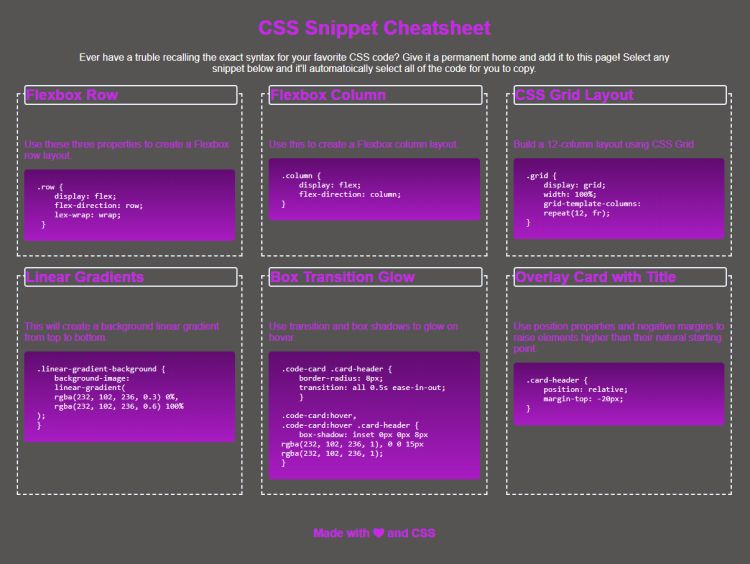 CSS Snippet Cheatsheet
Ever have a truble recalling the exact syntax for your favorite CSS code? Give it a permanent home and add it to this page! Select any
snippet below and it'll automatoically select all of the code for you to copy.
Flexbox Row
Use these three properties to create a Flexbox
row layout.
.row {
display: flex;
flex-direction: row;
lex-wrap: wrap;
}
Flexbox Column
Use this to create a Flexbox column layout.
.column {
display: flex;
flex-direction: column;
}
CSS Grid Layout
Build a 12-column layout using CSS Grid
.grid {
display: grid;
width: 100%;
grid-template-columns:
repeat(12, fr);
}
Linear Gradients
This will create a background linear gradient
from top to bottom.
.linear-gradient-background {
background-image:
linear-gradient(
rgba(232, 102, 236, 0.3) 0%,
rgba(232, 102, 236, 0.6) 100%
);
}
Box Transition Glow
Use transition and box shadows to glow on
hover.
.code-card .card-header {
border-radius: 8px;
transition: all 0.5s ease-in-out;
}
.code-card:hover,
.code-card:hover .card-header {
box-shadow: inset 0px 0px 8px
rgba(232, 102, 236, 1), 0 0 15px
rgba(232, 102, 236, 1);
}
Overlay Card with Title
Use position properties and negative margins to
raise elements higher than their natural starting
point.
.card-header {
position: relative;
margin-top: -20px;
}
Made with ❤ and CSS